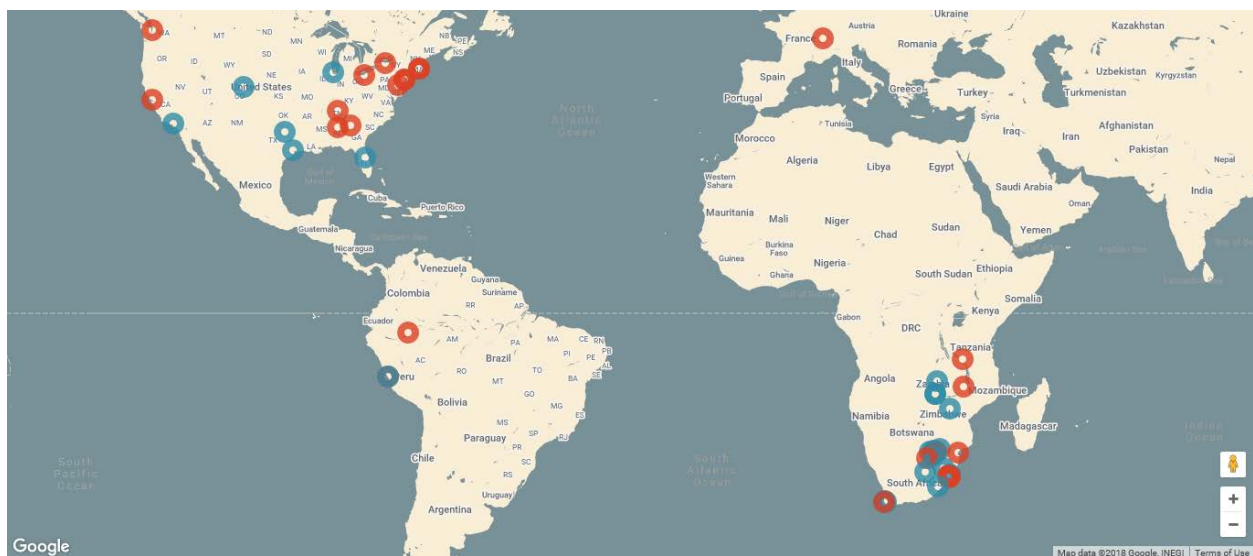 Ukraine
Kazakhstan
Austria
France
Romania
NB
PE
ME
NS
WA
MT
ND
MN
OR
ID
WY
SD
WI
MI
NY
Italy
Uzbekistan
Kyrgyzstan
NV
UT
NE
IA
IL
IN
PA
MD
United States
KS
MO
KY
WV
VA
Spain
Portugal
Greece
Turkey
Turkmenistan
CA
AZ
NM
OK
AR
NC
SC
MS
GA
TX
LA
North
Atlantic
Ocean
Tunisia
Morocco
Syria
Iraq
Iran
Afghanistan
Pakistan
Nepal
Gulf of
Mexico
Mexico
Cuba
Puerto Rico
Western
Sahara
Algeria
Libya
Egypt
Saudi Arabia
Oman
India
Guatemala
Nicaragua
Caribbean Sea
Mauritania
Mali
Niger
Chad
Sudan
Yemen
Burkina
Faso
Guinea
Ghana
Nigeria
South Sudan
Ethiopia
Somalia
Venezuela
Guyana
Suriname
Colombia
RR
AP
Ecuador
Gabon
DRC
Kenya
AM
PA
MA
CE
RN
PB
PI
PE
AL
SE
AC
RO
TO
BA
Brazil
MT
Peru
Tanzania
Angola
Zambia
Mozambique
Bolivia
GO
MG
ES
MS
SP
RJ
Namibia
Zimbabwe
Botswana
Madagascar
Indian
Ocean
Paraguay
PR
SC
RS
Chile
Uruguay
Argentina
South
Pacific
Ocean
South
Atlantic
Ocean
South Africa
+
−
Google
Map data ©2018 Google, INEGI
Terms of Use